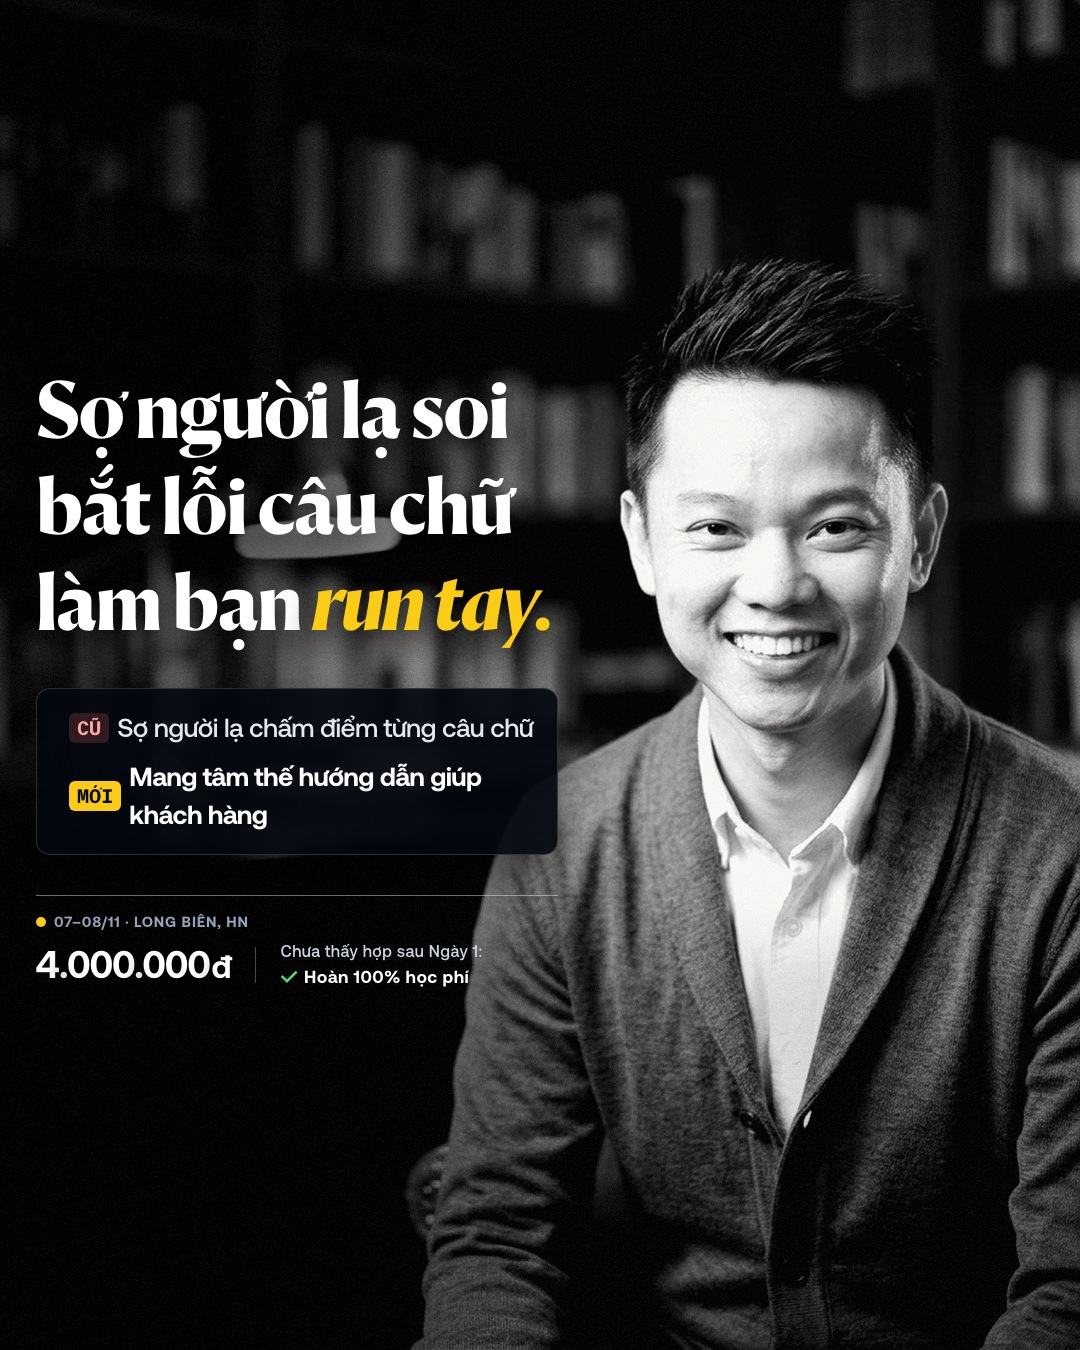 Sợ người lạ soi
bắt lỗi câu chữ
làm bạn run tay.
CŨ Sợ người lạ chấm điểm từng câu chữ
MỚI Mang tâm thế hướng dẫn giúp
khách hàng
07–08/11 · LONG BIÊN, HN
4.000.000đ
Chưa thấy hợp sau Ngày 1:
✓ Hoàn 100% học phí